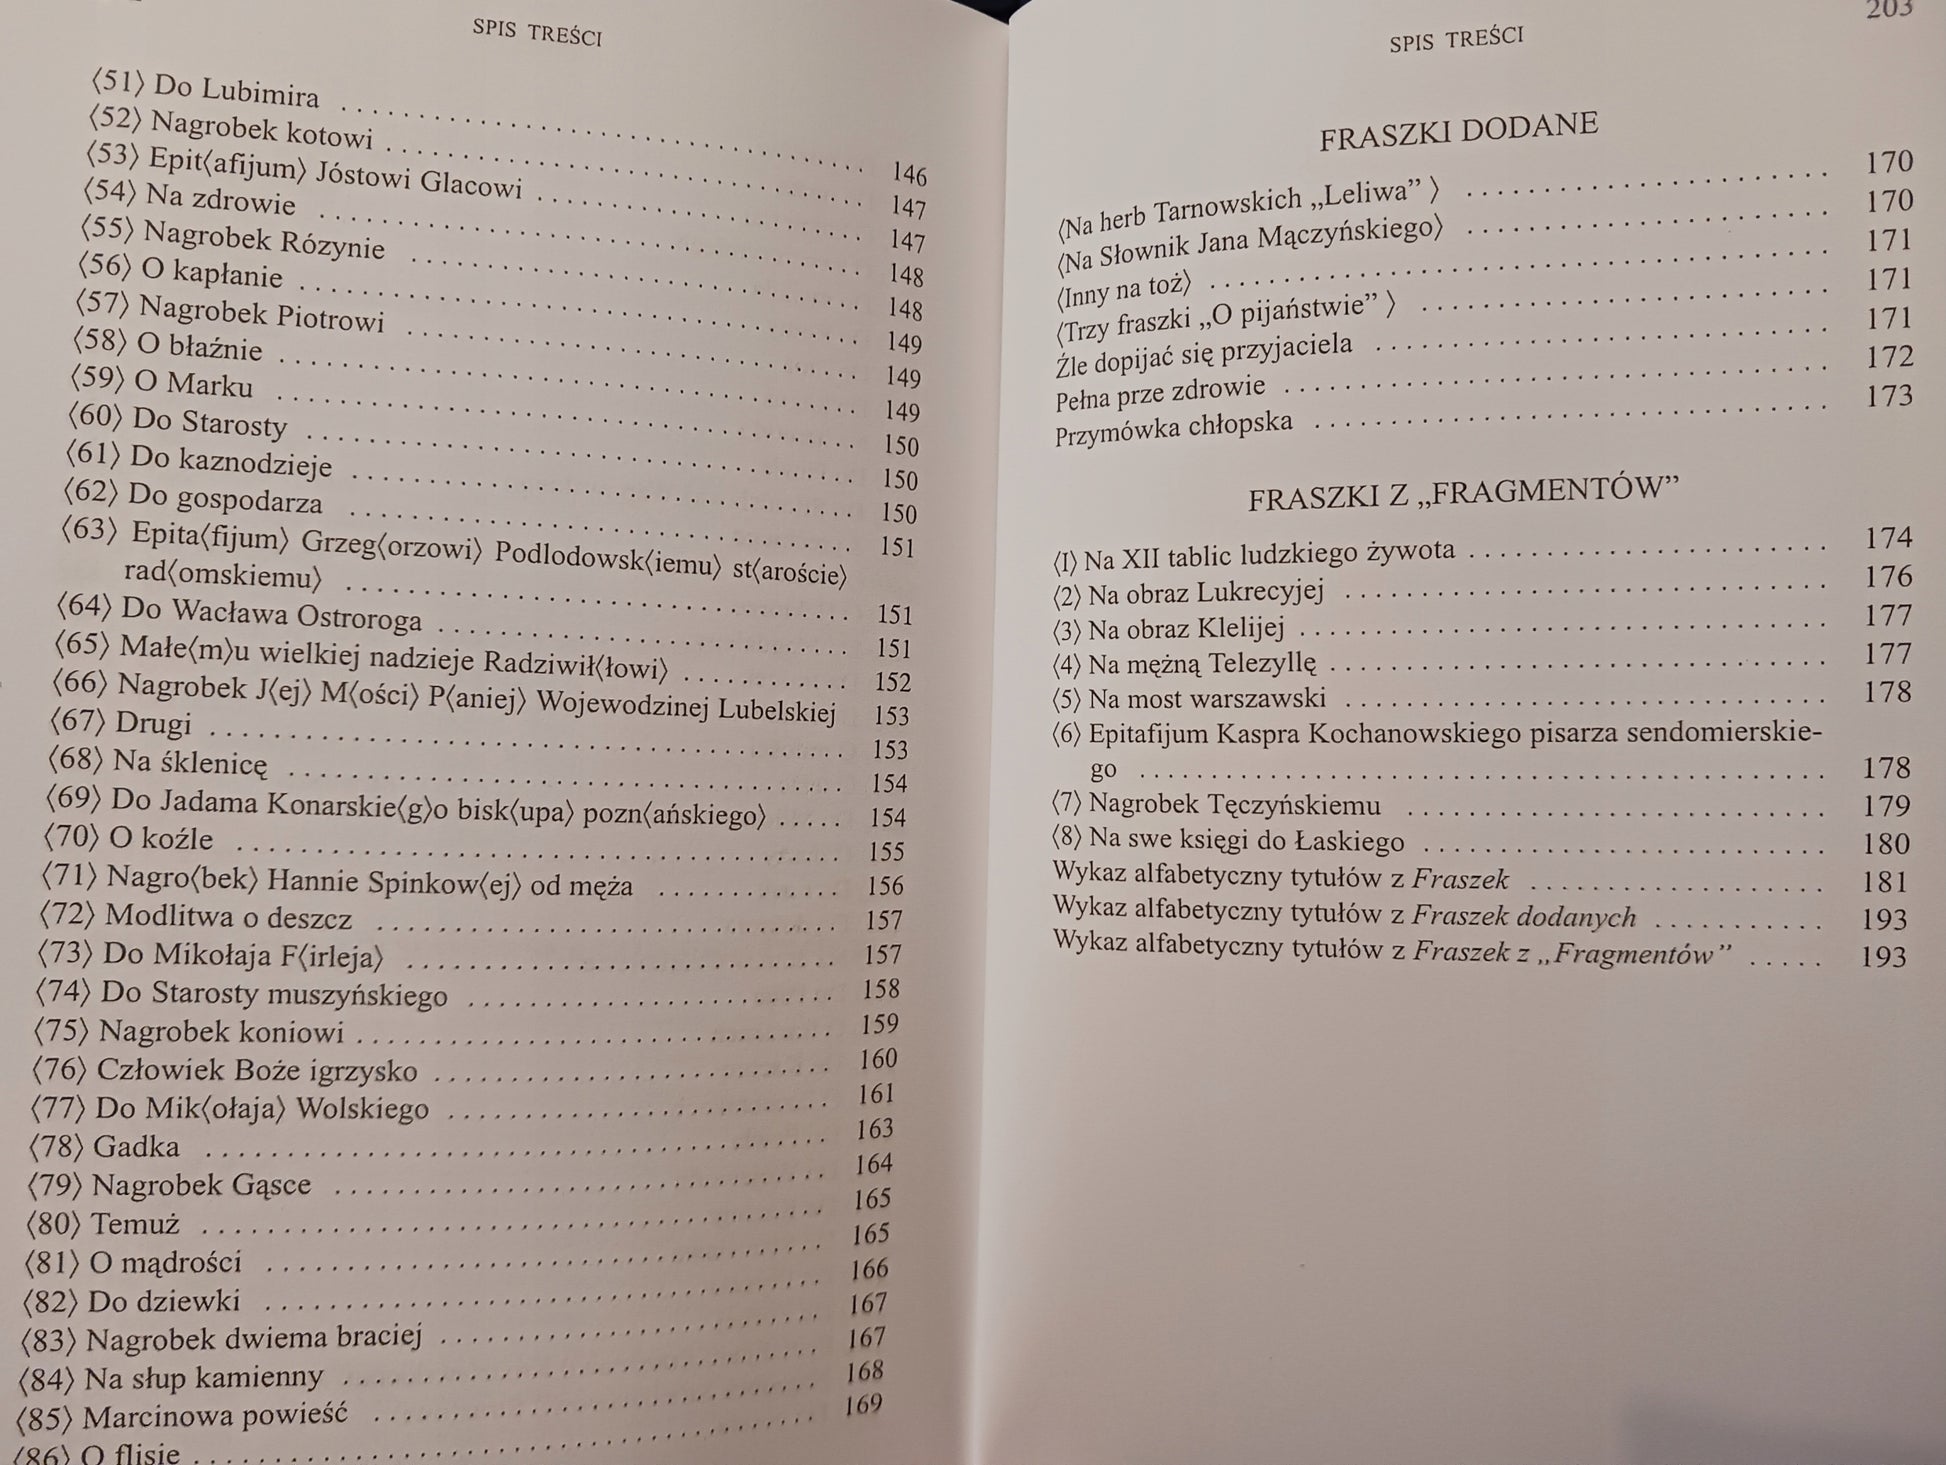 SPIS TREŚCI
⟨51⟩ Do Lubimira . . . . . 146
⟨52⟩ Nagrobek kotowi . . . . . 147
⟨53⟩ Epit⟨afijum⟩ Jóstowi Glacowi . . . . . 147
⟨54⟩ Na zdrowie . . . . . 148
⟨55⟩ Nagrobek Rózynie . . . . . 148
⟨56⟩ O kapłanie . . . . . 149
⟨57⟩ Nagrobek Piotrowi . . . . . 149
⟨58⟩ O błaźnie . . . . . 149
⟨59⟩ O Marku . . . . . 150
⟨60⟩ Do Starosty . . . . . 150
⟨61⟩ Do kaznodzieje . . . . . 150
⟨62⟩ Do gospodarza . . . . . 151
⟨63⟩ Epita⟨fijum⟩ Grzeg⟨orzowi⟩ Podlodowsk⟨iemu⟩ st⟨aroście⟩
rad⟨omskiemu⟩ . . . . . 151
⟨64⟩ Do Wacława Ostroroga . . . . . 151
⟨65⟩ Małe⟨m⟩u wielkiej nadzieje Radziwił⟨łowi⟩ . . . . . 152
⟨66⟩ Nagrobek J⟨ej⟩ M⟨ości⟩ P⟨aniej⟩ Wojewodzinej Lubelskiej 153
⟨67⟩ Drugi . . . . . 153
⟨68⟩ Na śklenicę . . . . . 154
⟨69⟩ Do Jadama Konarskie⟨g⟩o bisk⟨upa⟩ pozn⟨ańskiego⟩ . . . . . 154
⟨70⟩ O koźle . . . . . 155
⟨71⟩ Nagro⟨bek⟩ Hannie Spinkow⟨ej⟩ od męża . . . . . 156
⟨72⟩ Modlitwa o deszcz . . . . . 157
⟨73⟩ Do Mikołaja F⟨irleja⟩ . . . . . 157
⟨74⟩ Do Starosty muszyńskiego . . . . . 158
⟨75⟩ Nagrobek koniowi . . . . . 159
⟨76⟩ Człowiek Boże igrzysko . . . . . 160
⟨77⟩ Do Mik⟨ołaja⟩ Wolskiego . . . . . 161
⟨78⟩ Gadka . . . . . 163
⟨79⟩ Nagrobek Gąsce . . . . . 164
⟨80⟩ Temuż . . . . . 165
⟨81⟩ O mądrości . . . . . 165
⟨82⟩ Do dziewki . . . . . 166
⟨83⟩ Nagrobek dwiema braciej . . . . . 167
⟨84⟩ Na słup kamienny . . . . . 167
⟨85⟩ Marcinowa powieść . . . . . 168
⟨86⟩ O flisie . . . . . 169
203
SPIS TREŚCI
FRASZKI DODANE
⟨Na herb Tarnowskich „Leliwa” ⟩ . . . . . 170
⟨Na Słownik Jana Mączyńskiego⟩ . . . . . 170
⟨Inny na toż⟩ . . . . . 171
⟨Trzy fraszki „O pijaństwie” ⟩ . . . . . 171
Źle dopijać się przyjaciela . . . . . 171
Pełna prze zdrowie . . . . . 172
Przymówka chłopska . . . . . 173
FRASZKI Z „FRAGMENTÓW”
⟨I⟩ Na XII tablic ludzkiego żywota . . . . . 174
⟨2⟩ Na obraz Lukrecyjej . . . . . 176
⟨3⟩ Na obraz Klelijej . . . . . 177
⟨4⟩ Na mężną Telezyllę . . . . . 177
⟨5⟩ Na most warszawski . . . . . 178
⟨6⟩ Epitafijum Kaspra Kochanowskiego pisarza sendomierskie-
go . . . . . 178
⟨7⟩ Nagrobek Tęczyńskiemu . . . . . 179
⟨8⟩ Na swe księgi do Łaskiego . . . . . 180
Wykaz alfabetyczny tytułów z Fraszek . . . . . 181
Wykaz alfabetyczny tytułów z Fraszek dodanych . . . . . 193
Wykaz alfabetyczny tytułów z Fraszek z „Fragmentów” . . . . . 193